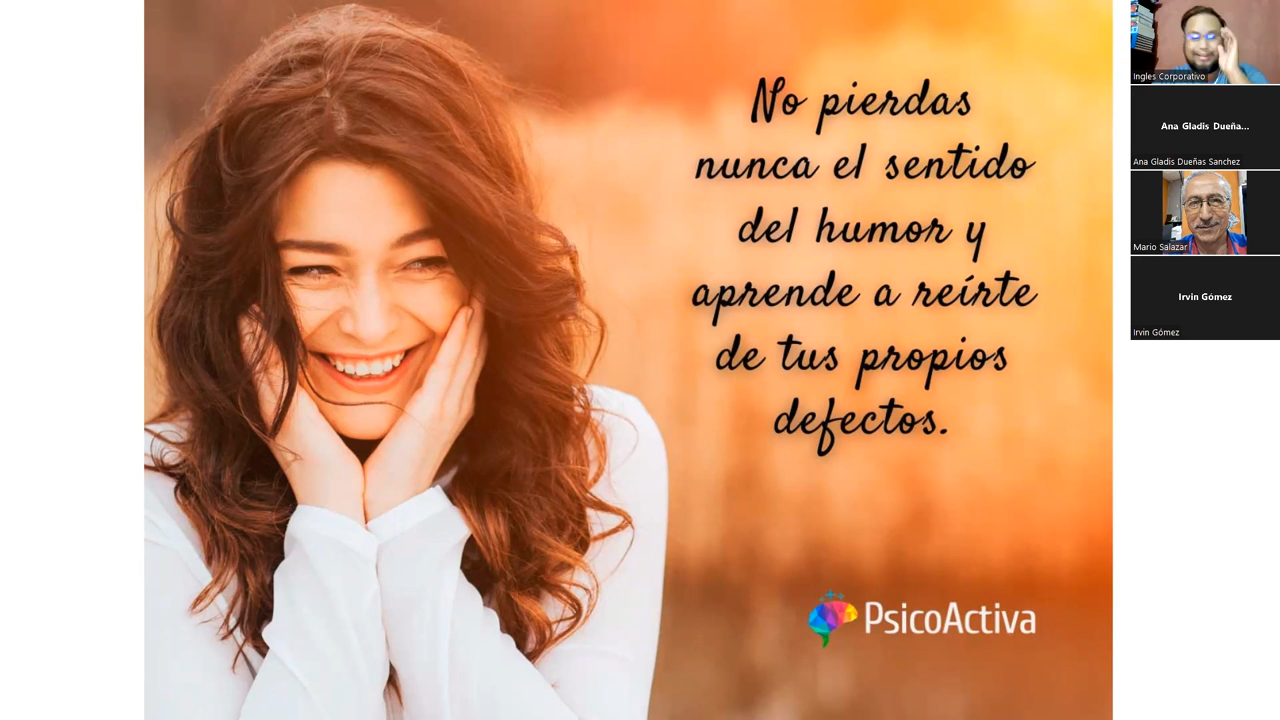 No pierdas
nunca el sentido
del humor y
aprende a reírte
de tus propios
defectos.
PsicoActiva
Ingles Corporativo
Ana Gladis Dueña...
Ana Gladis Dueñas Sanchez
Mario Salazar
Irvin Gómez
Irvin Gómez